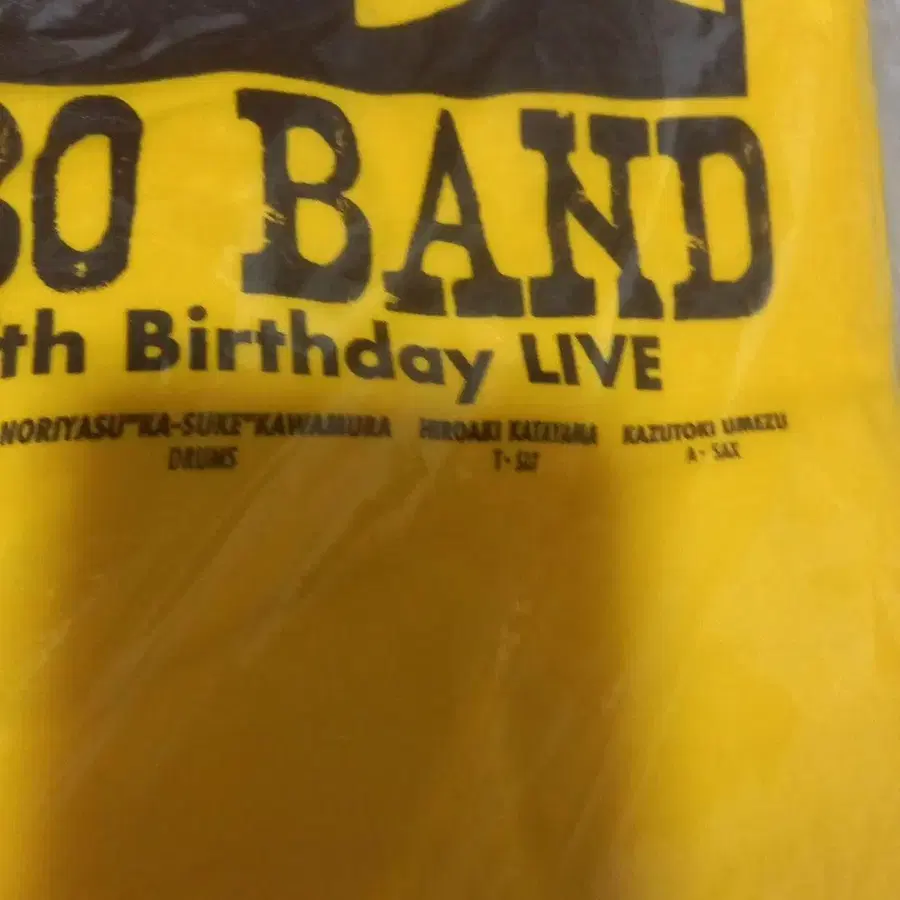 BO BAND
th Birthday LIVE
NORIYASU"KA-SUKE"KAWAMURA HIROAKI KATAYAMA KAZUTOKI UMEZU
DRUMS T·SAX A·SAX